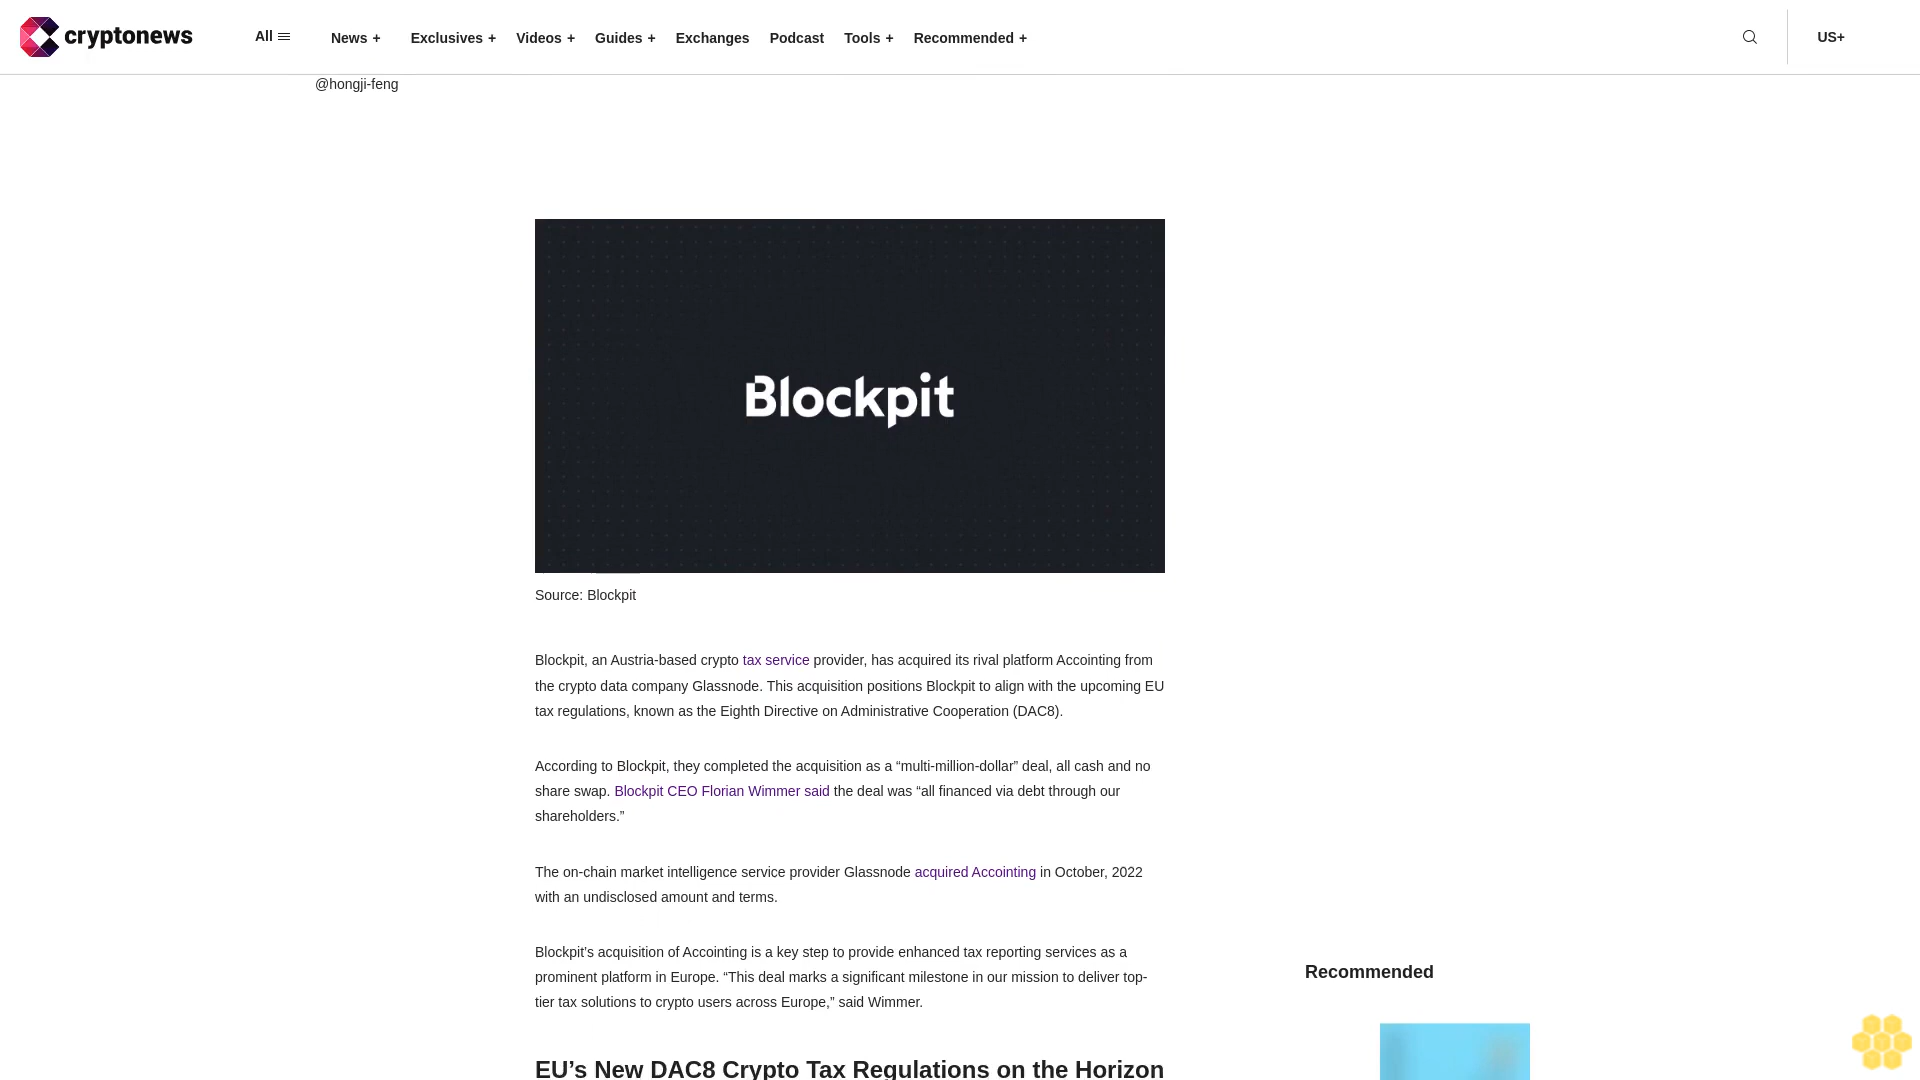 cryptonews
All
News +
Exclusives +
Videos +
Guides +
Exchanges
Podcast
Tools +
Recommended +
US+
@hongji-feng
Blockpit
Source: Blockpit
Blockpit, an Austria-based crypto tax service provider, has acquired its rival platform Accointing from
the crypto data company Glassnode. This acquisition positions Blockpit to align with the upcoming EU
tax regulations, known as the Eighth Directive on Administrative Cooperation (DAC8).
According to Blockpit, they completed the acquisition as a “multi-million-dollar” deal, all cash and no
share swap. Blockpit CEO Florian Wimmer said the deal was “all financed via debt through our
shareholders.”
The on-chain market intelligence service provider Glassnode acquired Accointing in October, 2022
with an undisclosed amount and terms.
Blockpit’s acquisition of Accointing is a key step to provide enhanced tax reporting services as a
prominent platform in Europe. “This deal marks a significant milestone in our mission to deliver top-
tier tax solutions to crypto users across Europe,” said Wimmer.
EU’s New DAC8 Crypto Tax Regulations on the Horizon
Recommended